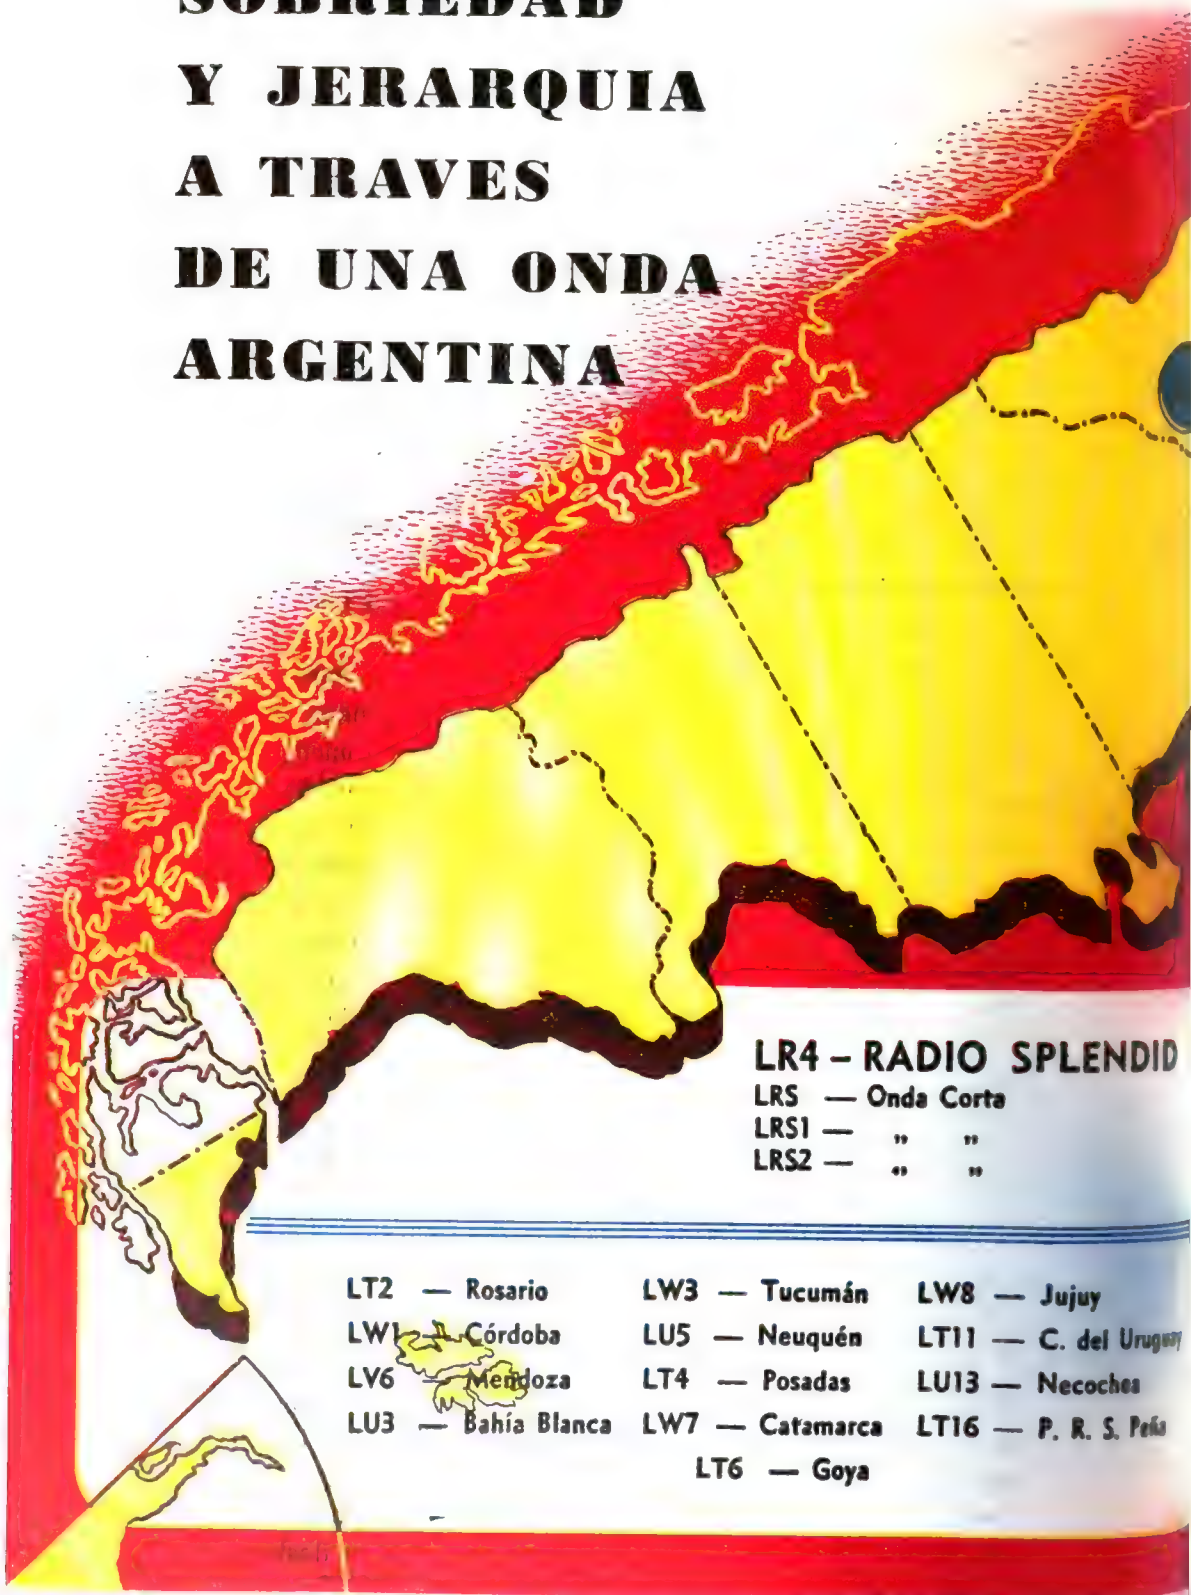 SOBRIEDAD
Y JERARQUIA
A TRAVES
DE UNA ONDA
ARGENTINA
LR4 – RADIO SPLENDID
LRS — Onda Corta
LRS1 — „ „
LRS2 — „ „
LT2 — Rosario LW3 — Tucumán LW8 — Jujuy
LW1 — Córdoba LU5 — Neuquén LT11 — C. del Uruguay
LV6 — Mendoza LT4 — Posadas LU13 — Necochea
LU3 — Bahía Blanca LW7 — Catamarca LT16 — P. R. S. Peña
LT6 — Goya